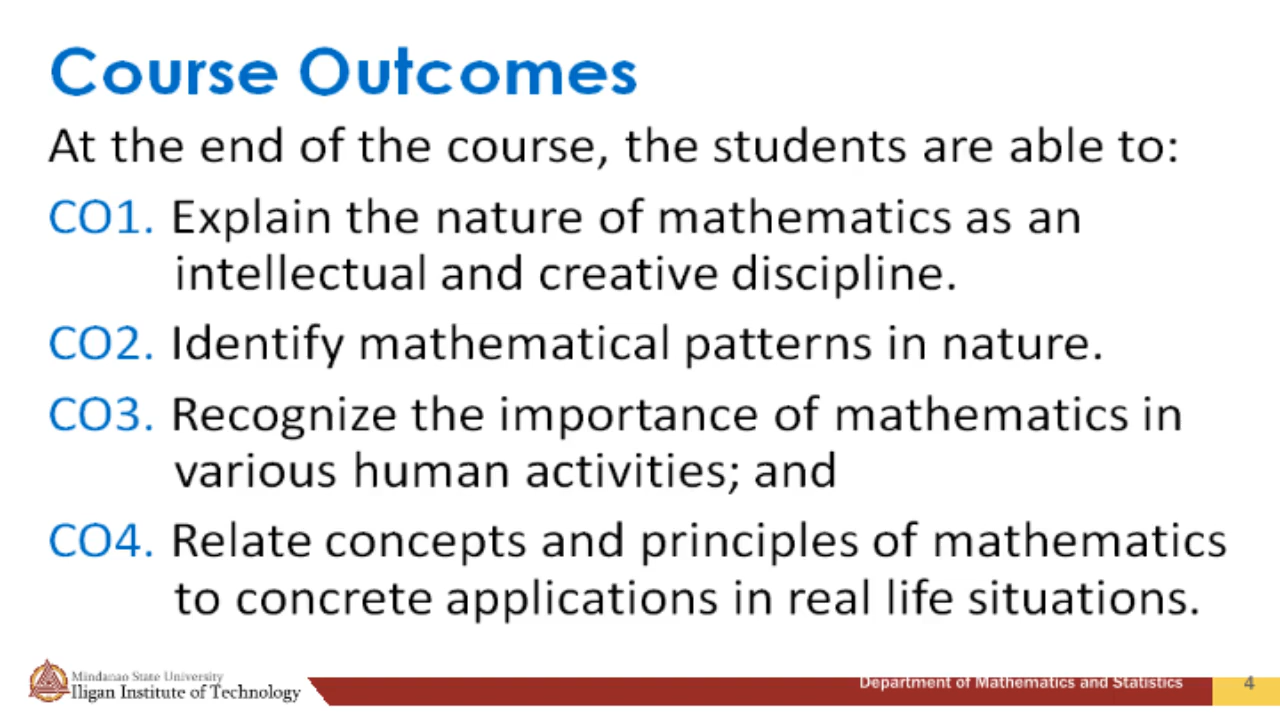 Course Outcomes
At the end of the course, the students are able to:
CO1. Explain the nature of mathematics as an
intellectual and creative discipline.
CO2. Identify mathematical patterns in nature.
CO3. Recognize the importance of mathematics in
various human activities; and
CO4. Relate concepts and principles of mathematics
to concrete applications in real life situations.
Mindanao State University
Iligan Institute of Technology
Department of Mathematics and Statistics
4